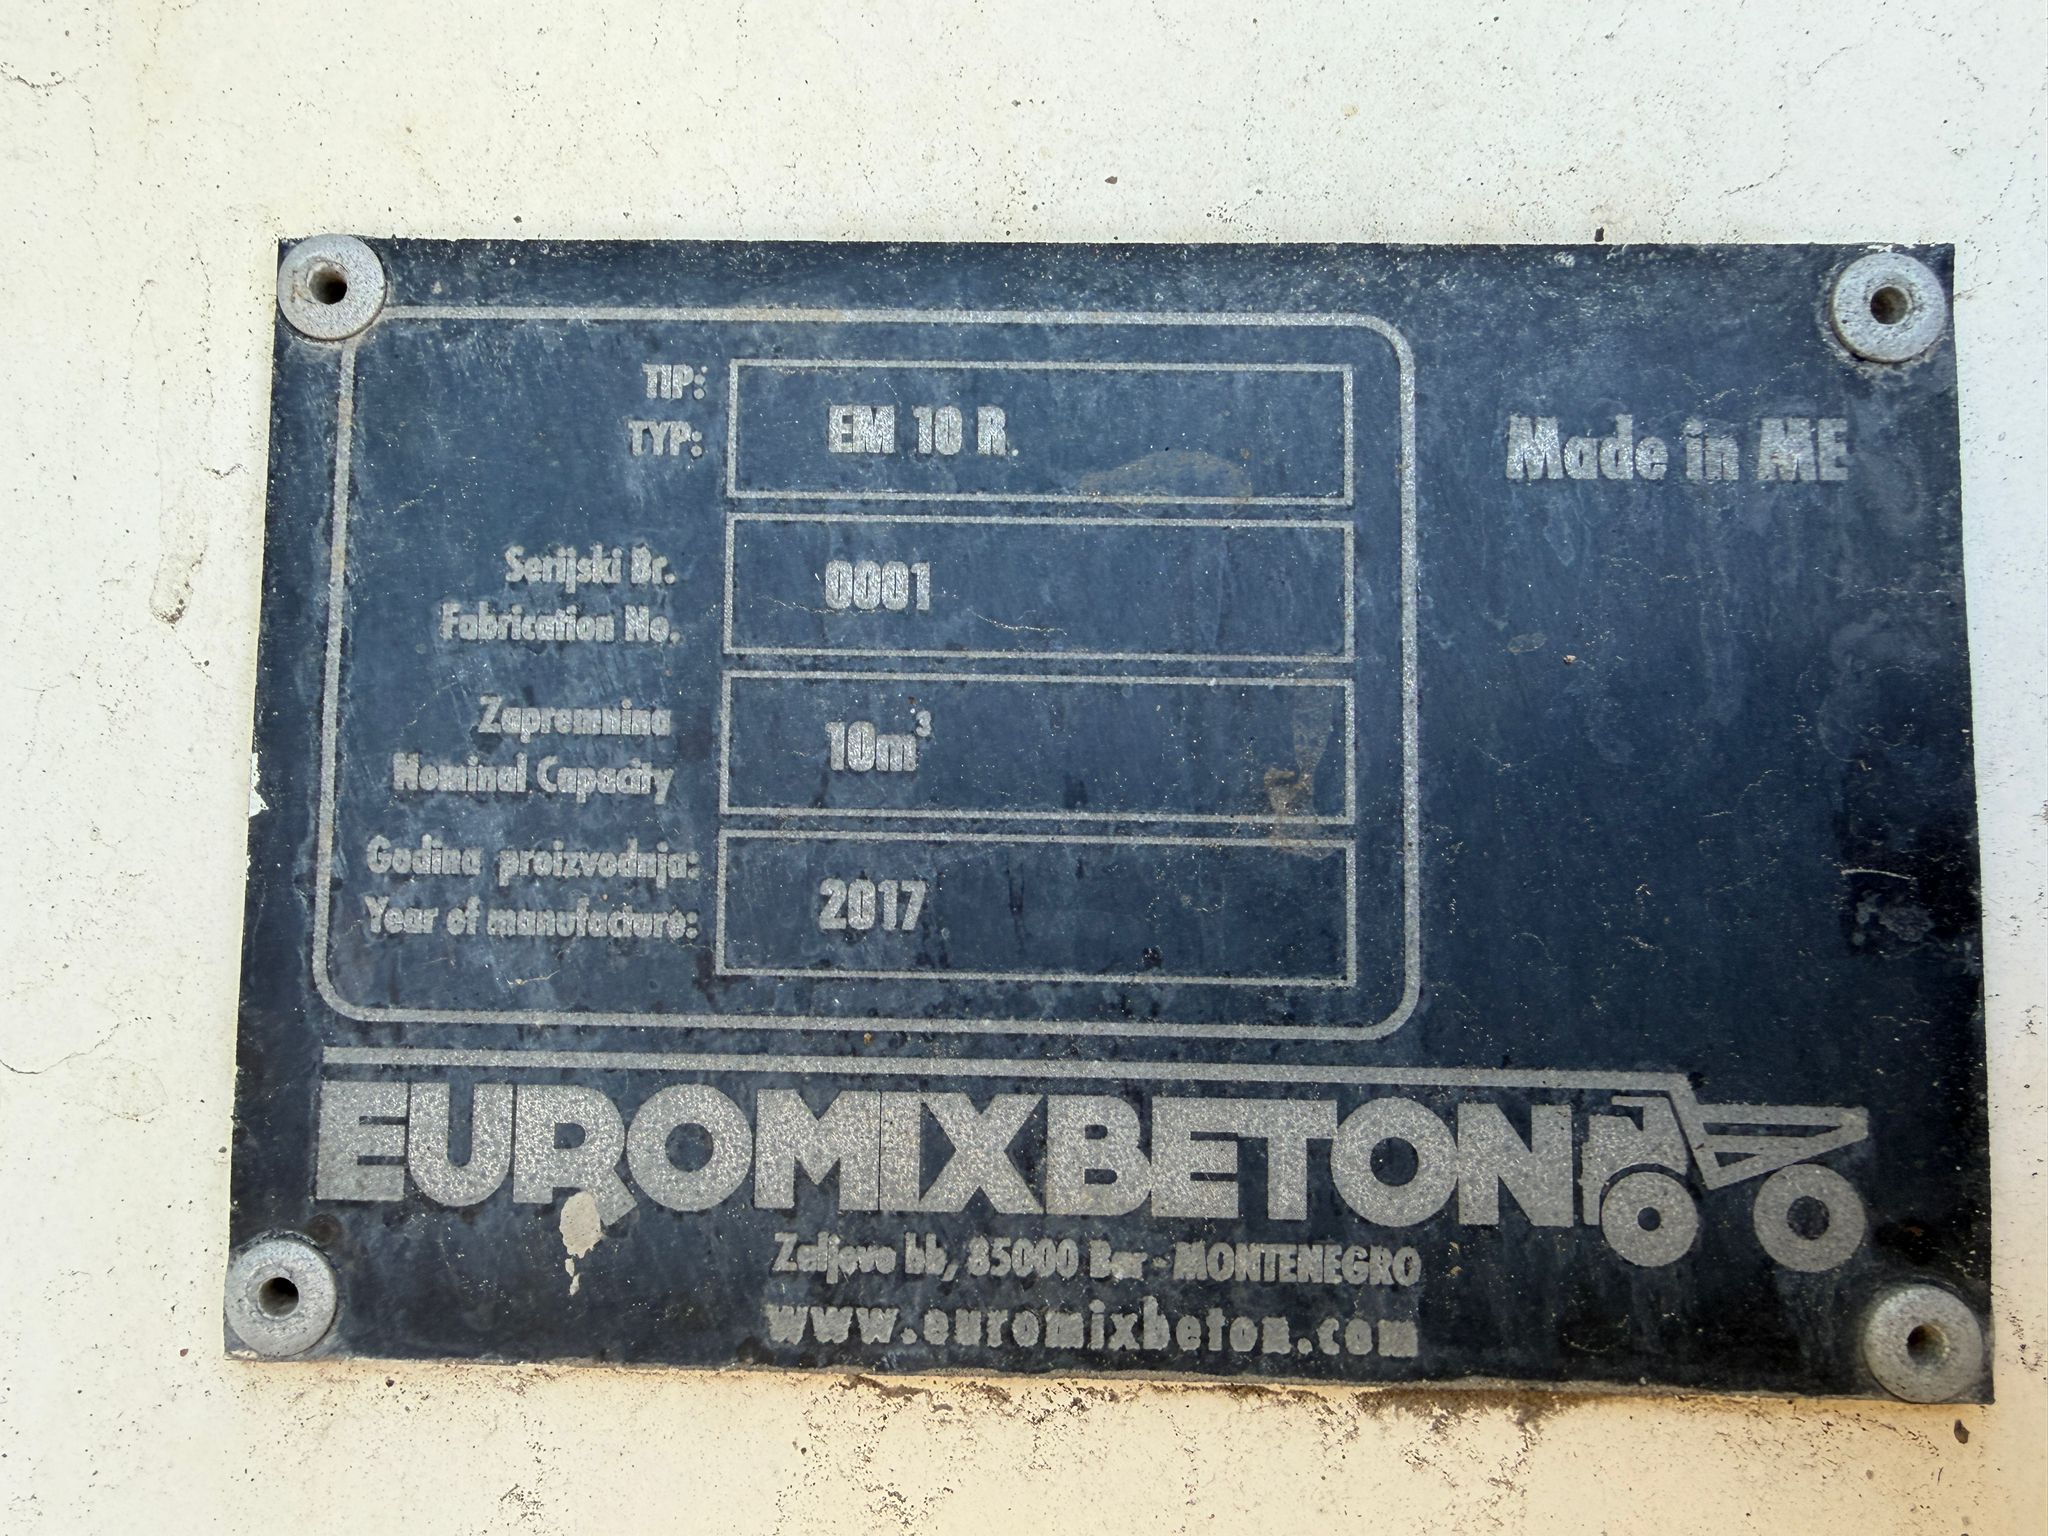 TIP:
TYP:
EM 10 R.
Made in ME
Serijski Br.
Fabrication No.
0001
Zapremnina
Nominal Capacity
10m³
Godina proizvodnja:
Year of manufacture:
2017
EUROMIXBETON
Zaljevo bb, 85000 Bar - MONTENEGRO
www.euromixbeton.com